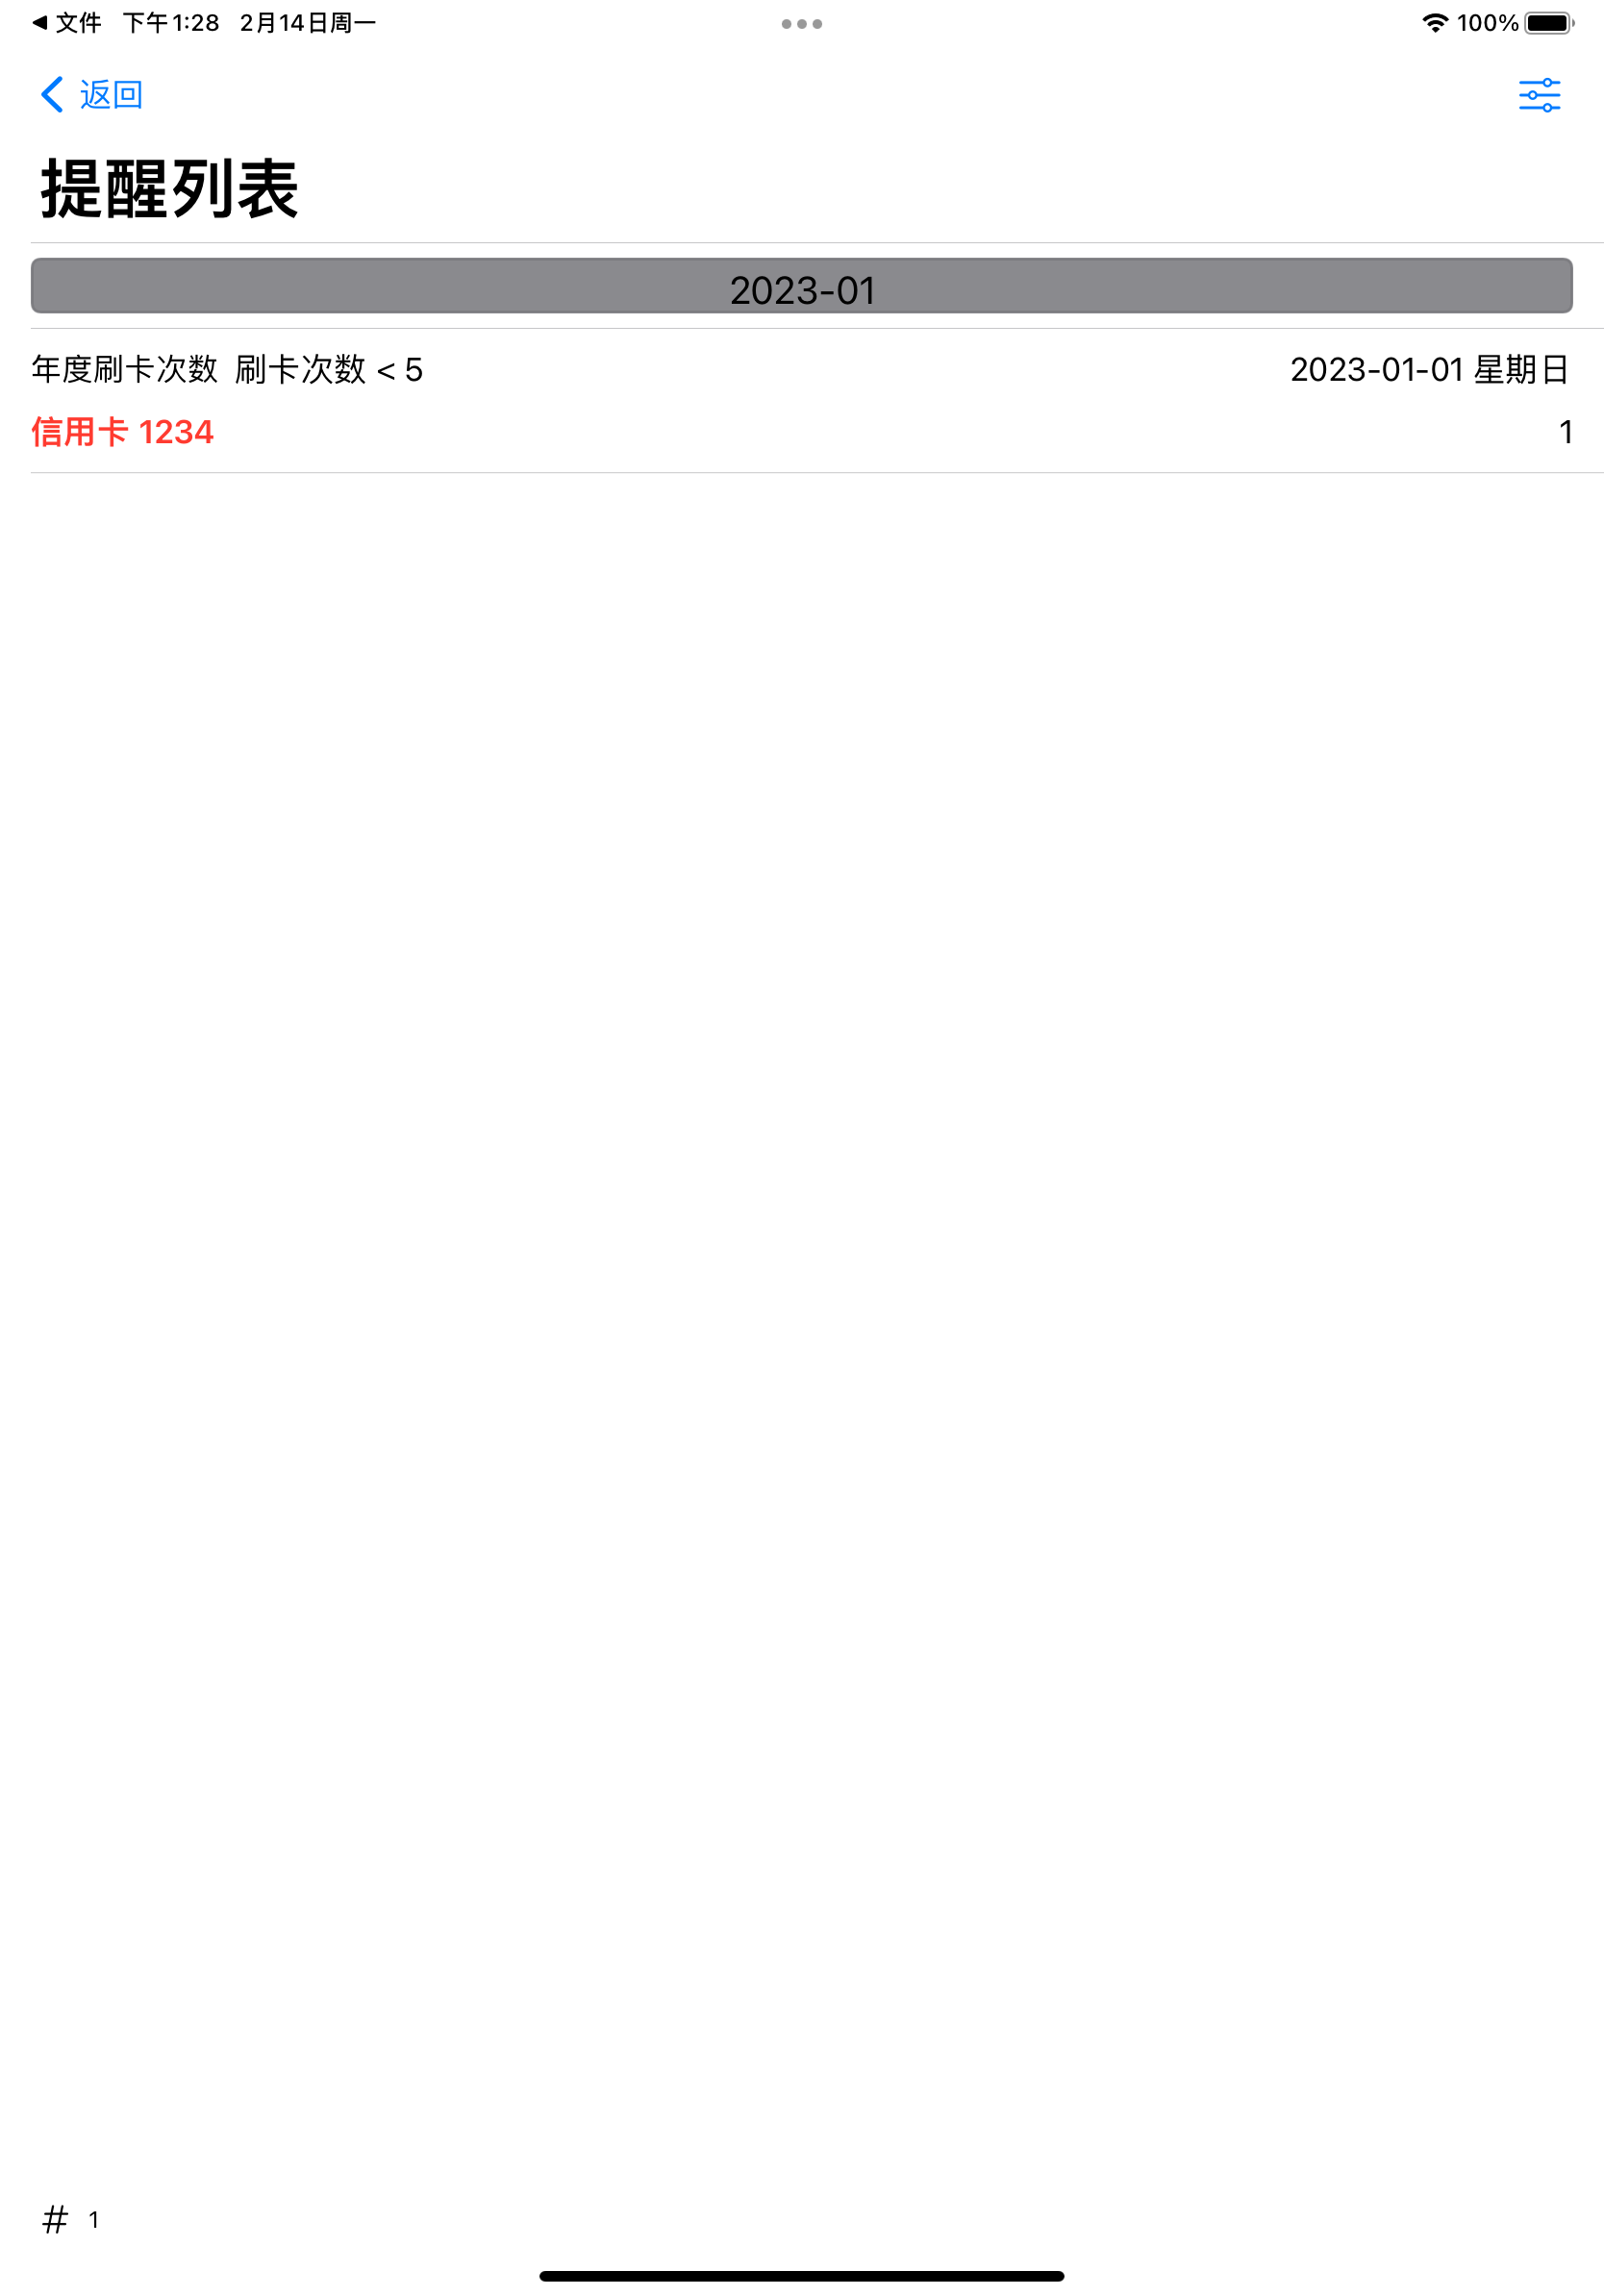 文件 下午1:28 2月14日周一 100%
返回
提醒列表
2023-01
年度刷卡次数 刷卡次数 < 5 2023-01-01 星期日
信用卡 1234 1
# 1